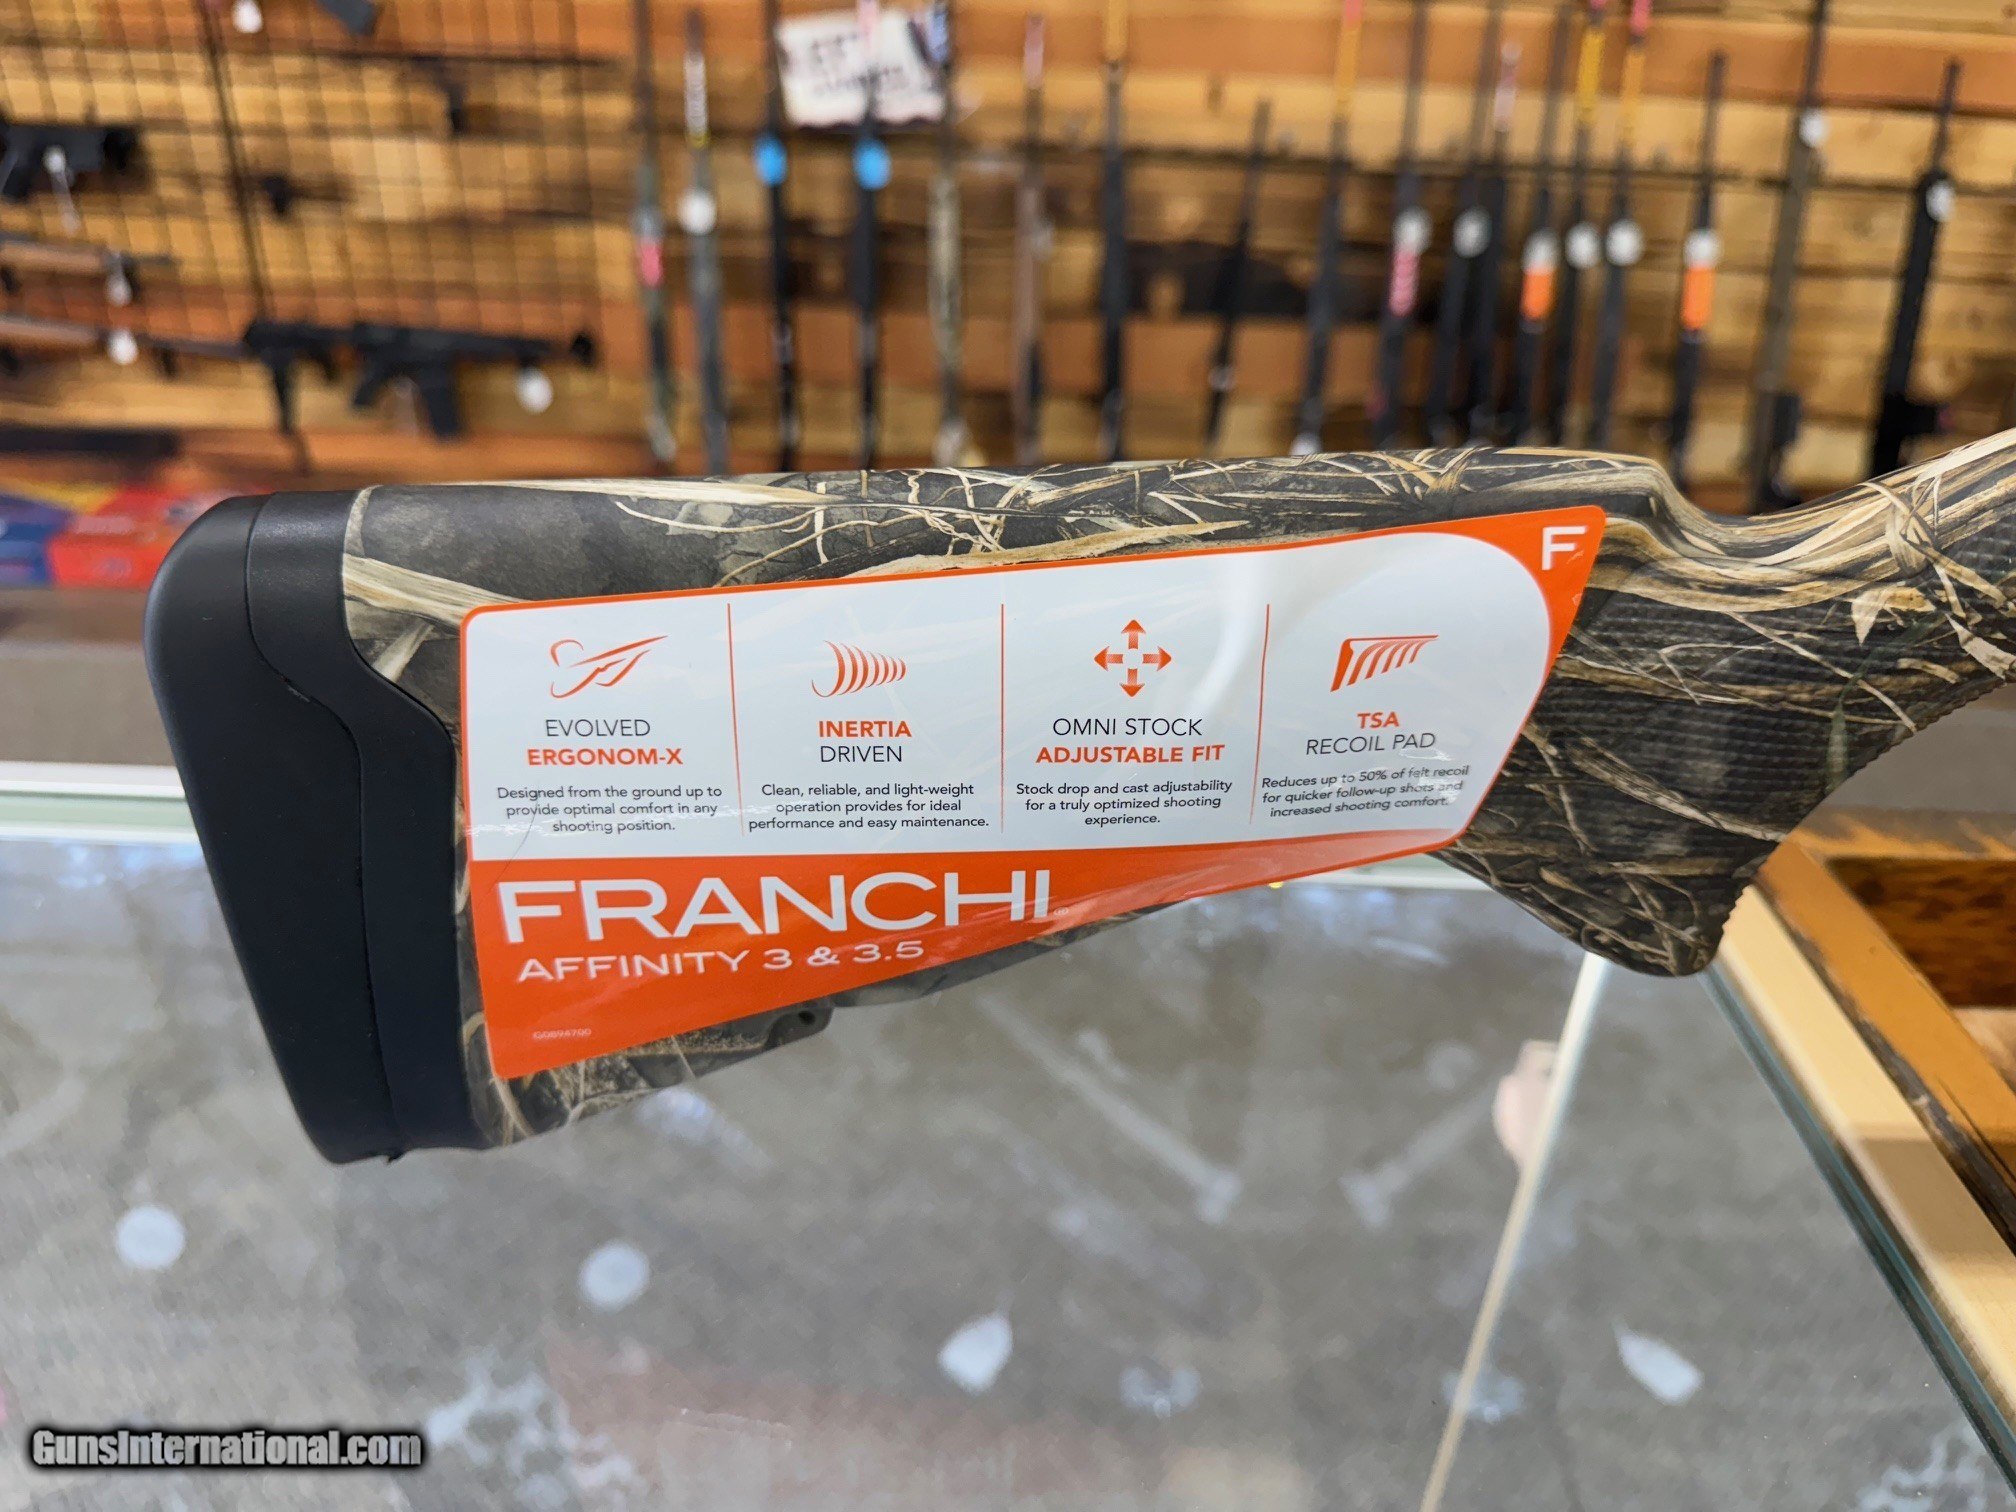 F
EVOLVED
ERGONOM-X
Designed from the ground up to
provide optimal comfort in any
shooting position.
INERTIA
DRIVEN
Clean, reliable, and light-weight
operation provides for ideal
performance and easy maintenance.
OMNI STOCK
ADJUSTABLE FIT
Stock drop and cast adjustability
for a truly optimized shooting
experience.
TSA
RECOIL PAD
Reduces up to 50% of felt recoil
for quicker follow-up shots and
increased shooting comfort.
FRANCHI
AFFINITY 3 & 3.5
G0894700
GunsInternational.com